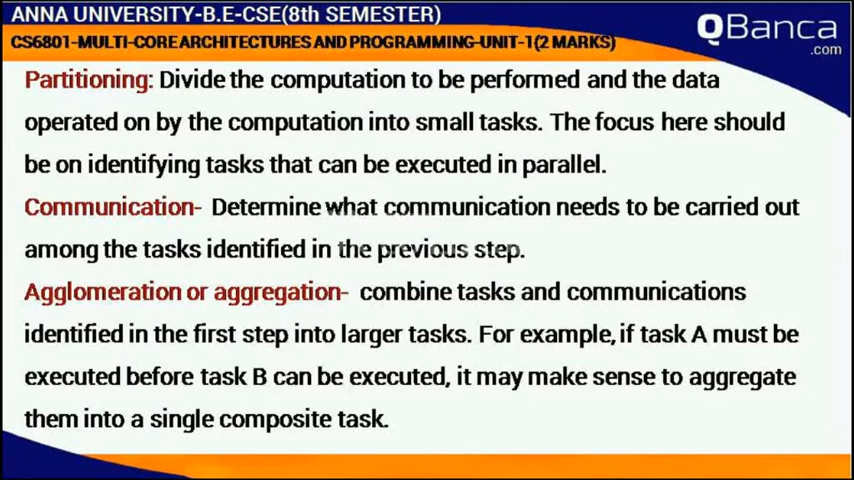 ANNA UNIVERSITY-B.E-CSE(8th SEMESTER)
CS6801-MULTI-CORE ARCHITECTURES AND PROGRAMMING-UNIT-1(2 MARKS)
QBanca
.com
Partitioning: Divide the computation to be performed and the data
operated on by the computation into small tasks. The focus here should
be on identifying tasks that can be executed in parallel.
Communication- Determine what communication needs to be carried out
among the tasks identified in the previous step.
Agglomeration or aggregation- combine tasks and communications
identified in the first step into larger tasks. For example, if task A must be
executed before task B can be executed, it may make sense to aggregate
them into a single composite task.